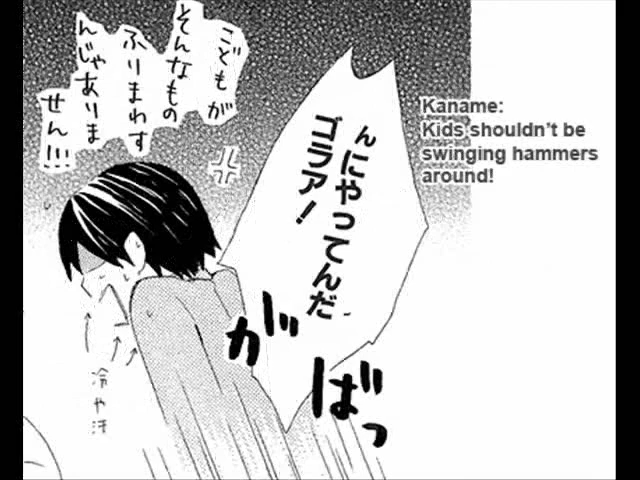 こどもが
そんなもの
ふりまわす
んじゃありま
せん!!!
んにやってんだ
ゴラア!
ガバッ
冷や汗
Kaname:
Kids shouldn't be
swinging hammers
around!